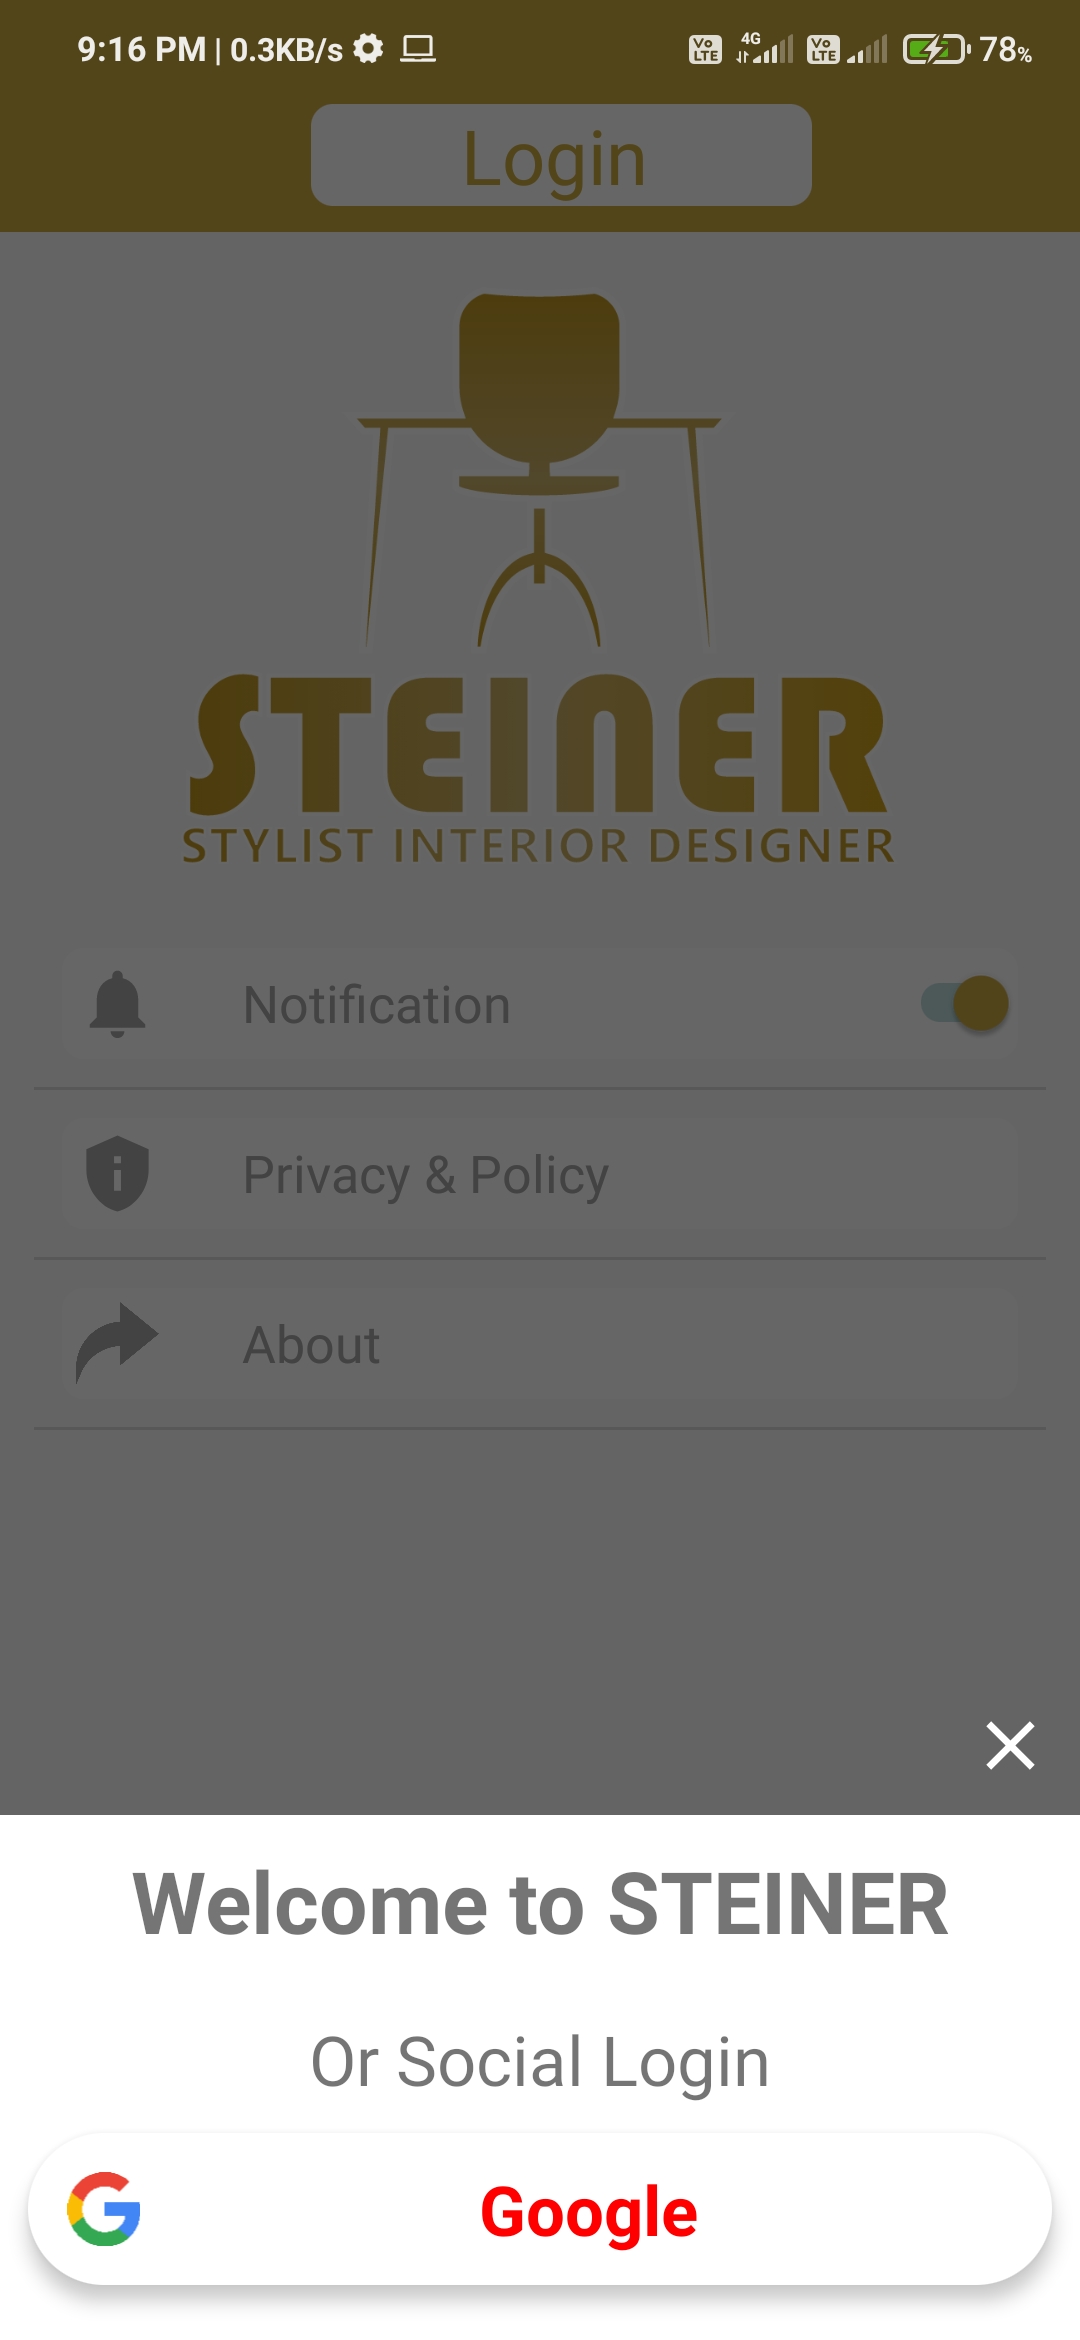 9:16 PM | 0.3KB/s Vo LTE 4G Vo LTE 78%
Login
STEINER
STYLIST INTERIOR DESIGNER
Notification
Privacy & Policy
About
Welcome to STEINER
Or Social Login
Google